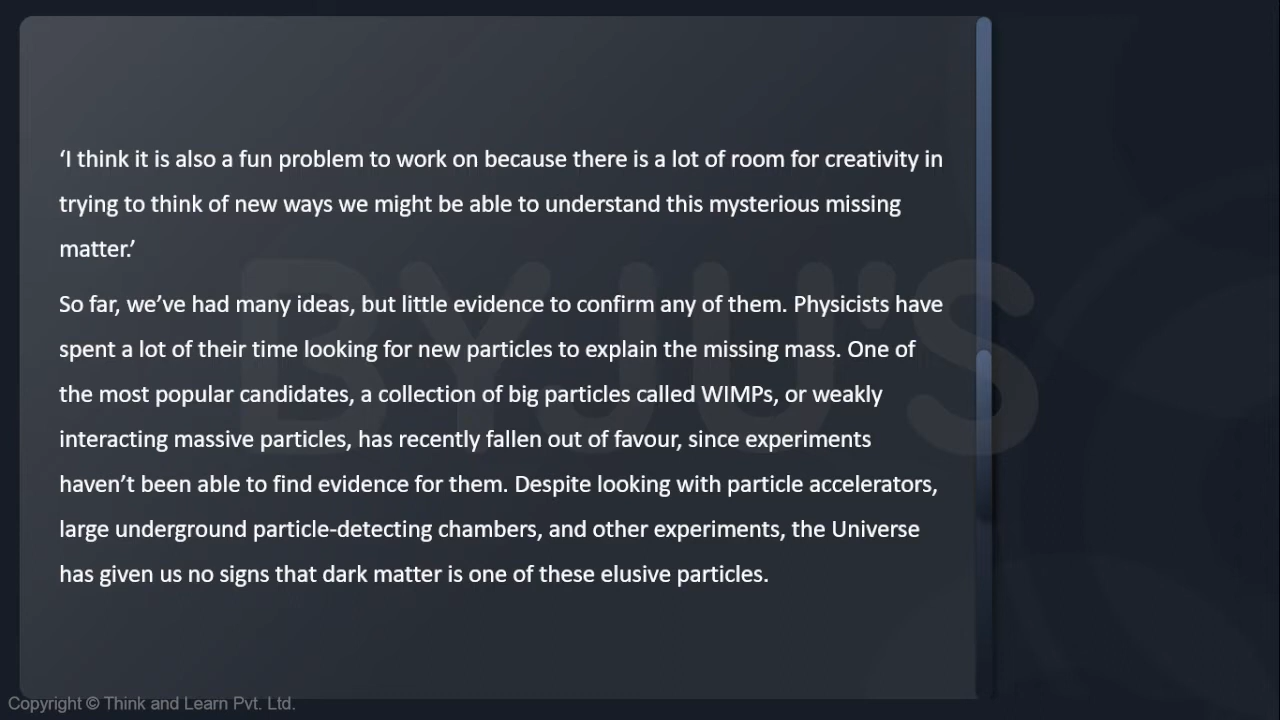 ‘I think it is also a fun problem to work on because there is a lot of room for creativity in
trying to think of new ways we might be able to understand this mysterious missing
matter.’
So far, we’ve had many ideas, but little evidence to confirm any of them. Physicists have
spent a lot of their time looking for new particles to explain the missing mass. One of
the most popular candidates, a collection of big particles called WIMPs, or weakly
interacting massive particles, has recently fallen out of favour, since experiments
haven’t been able to find evidence for them. Despite looking with particle accelerators,
large underground particle-detecting chambers, and other experiments, the Universe
has given us no signs that dark matter is one of these elusive particles.
BYJU'S
Copyright © Think and Learn Pvt. Ltd.